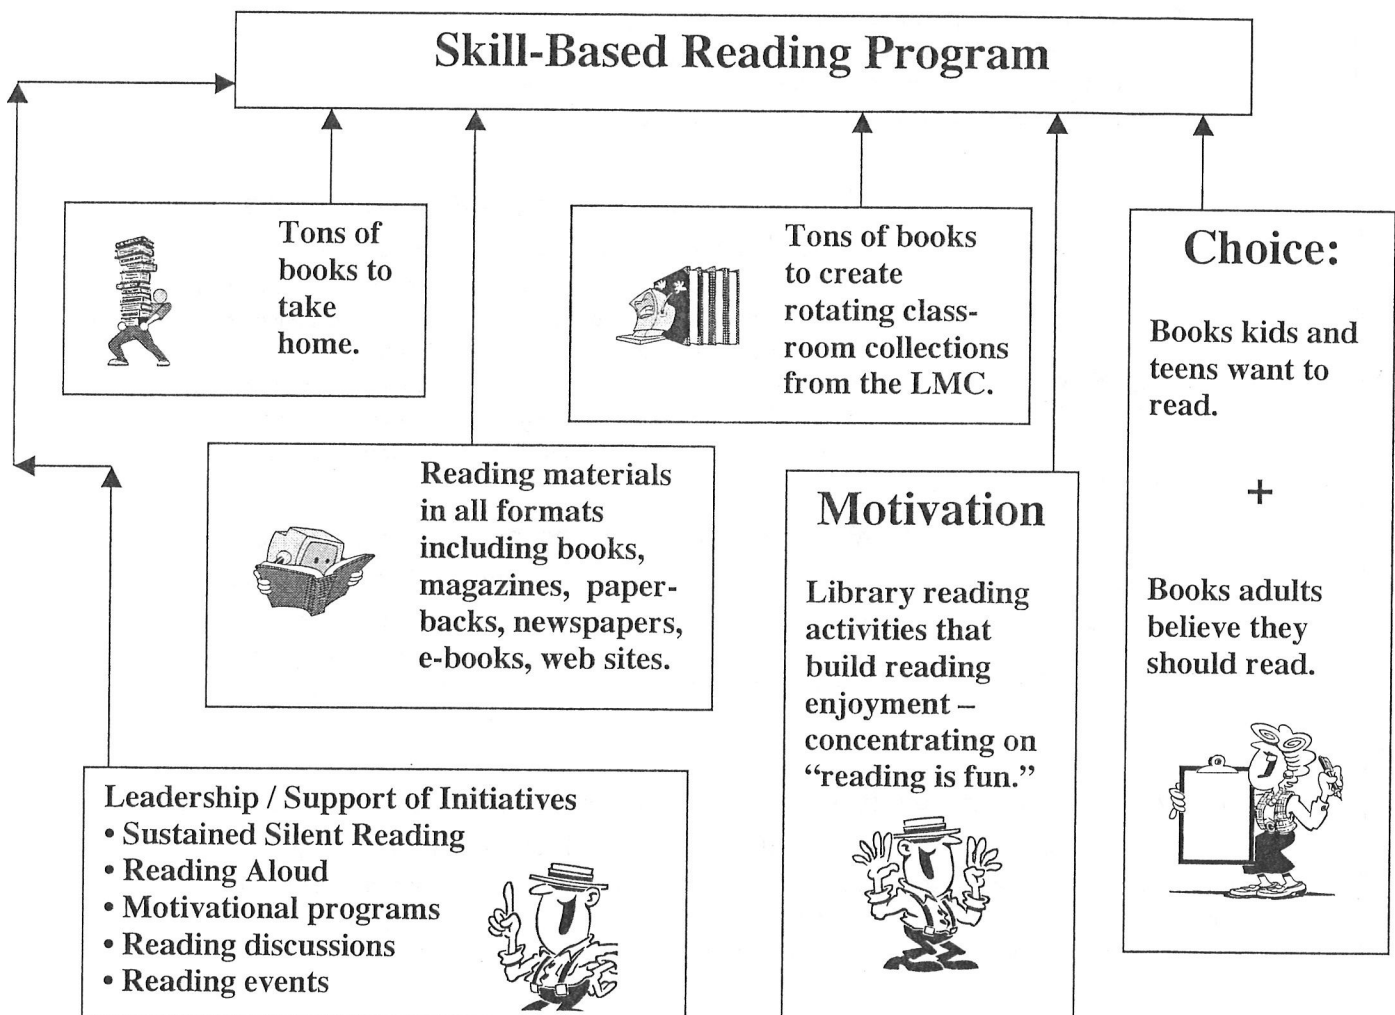 Skill-Based Reading Program
Tons of
books to
take
home.
Tons of books
to create
rotating class-
room collections
from the LMC.
Choice:
Books kids and
teens want to
read.
+
Books adults
believe they
should read.
Reading materials
in all formats
including books,
magazines, paper-
backs, newspapers,
e-books, web sites.
Motivation
Library reading
activities that
build reading
enjoyment –
concentrating on
“reading is fun.”
Leadership / Support of Initiatives
• Sustained Silent Reading
• Reading Aloud
• Motivational programs
• Reading discussions
• Reading events